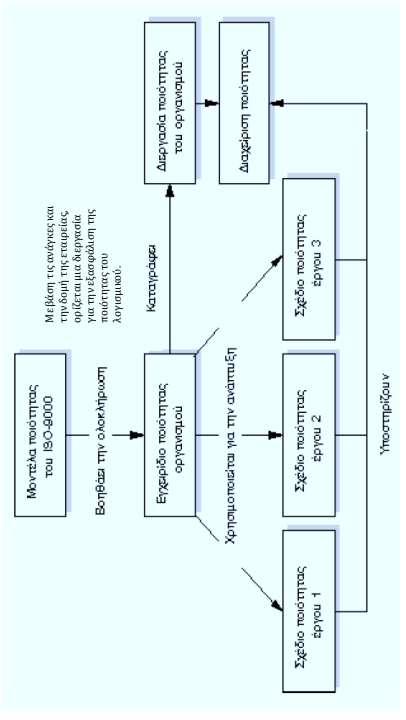 Μοντέλα ποιότητας
του ISO-9000
Βοηθάει την ολοκλήρωση
Με βάση τις ανάγκες και
την δομή της εταιρείας,
ορίζεται μια διεργασία
για την εξασφάλιση της
ποιότητας του
λογισμικού.
Εγχειρίδιο ποιότητας
οργανισμού
Καταγράφει
Διεργασία ποιότητας
του οργανισμού
Διαχείριση ποιότητας
Χρησιμοποιείται για την ανάπτυξη
Σχέδιο ποιότητας
έργου 1
Σχέδιο ποιότητας
έργου 2
Σχέδιο ποιότητας
έργου 3
Υποστηρίζουν